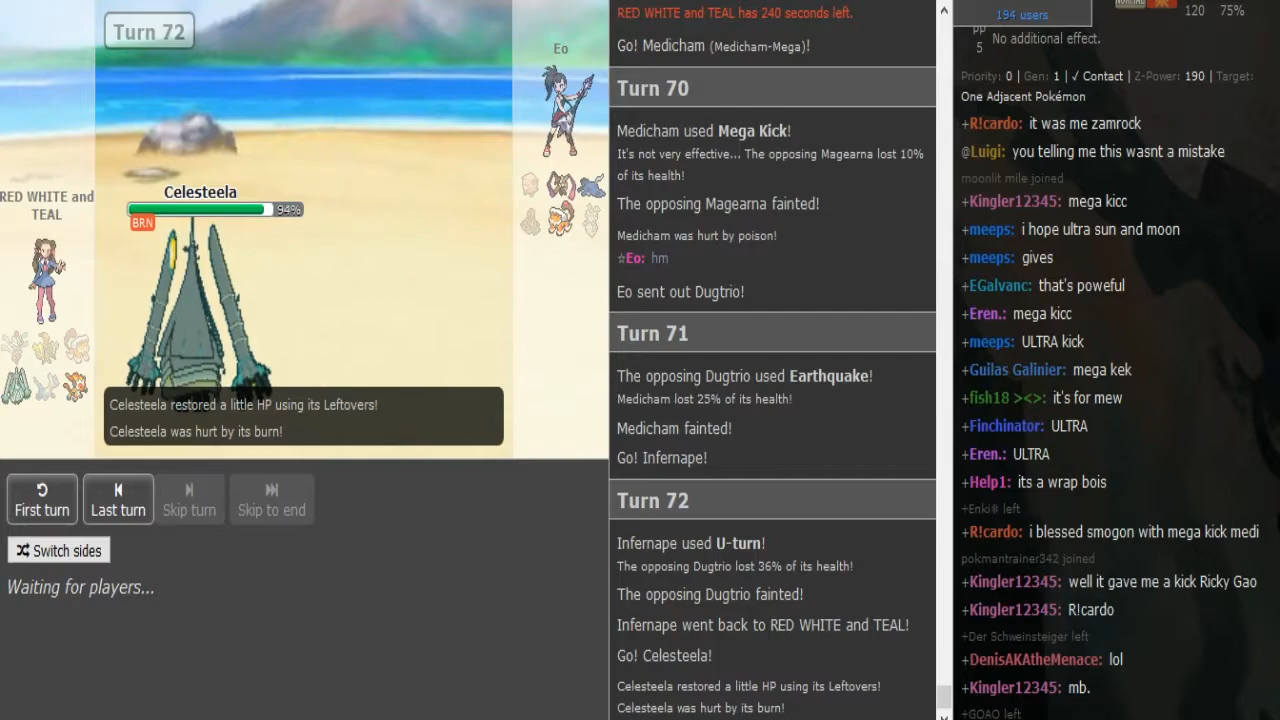 Turn 72
Eo
RED WHITE and
TEAL
Celesteela
94%
BRN
Celesteela restored a little HP using its Leftovers!
Celesteela was hurt by its burn!
First turn
Last turn
Skip turn
Skip to end
Switch sides
Waiting for players...
RED WHITE and TEAL has 240 seconds left.
Go! Medicham (Medicham-Mega)!
Turn 70
Medicham used Mega Kick!
It's not very effective... The opposing Magearna lost 10%
of its health!
The opposing Magearna fainted!
Medicham was hurt by poison!
☆Eo: hm
Eo sent out Dugtrio!
Turn 71
The opposing Dugtrio used Earthquake!
Medicham lost 25% of its health!
Medicham fainted!
Go! Infernape!
Turn 72
Infernape used U-turn!
The opposing Dugtrio lost 36% of its health!
The opposing Dugtrio fainted!
Infernape went back to RED WHITE and TEAL!
Go! Celesteela!
Celesteela restored a little HP using its Leftovers!
Celesteela was hurt by its burn!
194 users
120 75%
PP
5 No additional effect.
Priority: 0 | Gen: 1 | ✓ Contact | Z-Power: 190 | Target:
One Adjacent Pokémon
+R!cardo: it was me zamrock
@Luigi: you telling me this wasnt a mistake
moonlit mile joined
+Kingler12345: mega kicc
+meeps: i hope ultra sun and moon
+meeps: gives
+EGalvanc: that's powerful
+Eren.: mega kicc
+meeps: ULTRA kick
+Guilas Galinier: mega kek
+fish18 ><>: it's for mew
+Finchinator: ULTRA
+Eren.: ULTRA
+Help1: its a wrap bois
+Enki❄ left
+R!cardo: i blessed smogon with mega kick medi
pokmantrainer342 joined
+Kingler12345: well it gave me a kick Ricky Gao
+Kingler12345: R!cardo
+Der Schweinsteiger left
+DenisAKAtheMenace: lol
+Kingler12345: mb.
+GOAO left